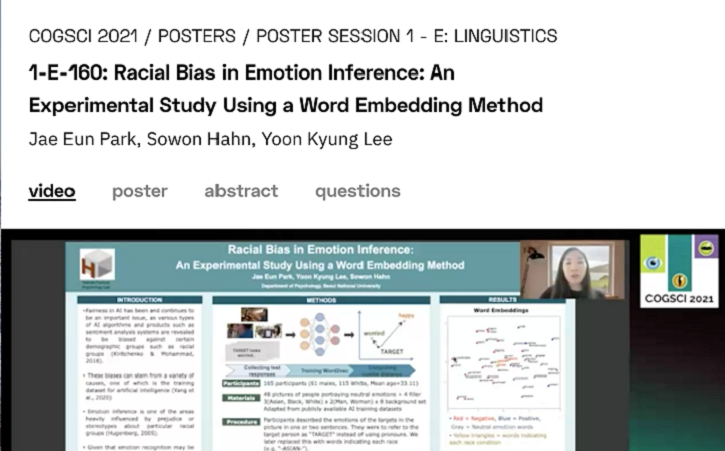 COGSCI 2021 / POSTERS / POSTER SESSION 1 - E: LINGUISTICS
1-E-160: Racial Bias in Emotion Inference: An
Experimental Study Using a Word Embedding Method
Jae Eun Park, Sowon Hahn, Yoon Kyung Lee
video poster abstract questions
Racial Bias in Emotion Inference:
An Experimental Study Using a Word Embedding Method
Jae Eun Park, Yoon Kyung Lee, Sowon Hahn
Department of Psychology, Seoul National University
COGSCI 2021
INTRODUCTION
Fairness in AI has been and continues to
be an important issue, as various types
of AI algorithms and products such as
sentiment analysis systems are revealed
to be biased against certain
demographic groups such as racial
groups (Kiritchenko & Mohammad,
2018).
These biases can stem from a variety of
causes, one of which is the training
dataset for artificial intelligence (Yang et
al., 2020)
Emotion inference is one of the areas
heavily influenced by prejudice or
stereotypes about particular racial
groups (Hugenberg, 2005).
Given that emotion recognition may be
METHODS
happy
worried
TARGET
TARGET looks
worried...
Collecting text
responses
Training Word2vec
Participants 165 participants (81 males, 115 White, Mean age=33.11)
Materials 48 pictures of people portraying neutral emotions + 4 filler
3(Asian, Black, White) x 2(Men, Women) x 8 background set
Adapted from publicly available AI training datasets
Procedure Participants described the emotions of the targets in the
picture in one or two sentences. They were to refer to the
target person as "TARGET" instead of using pronouns. We
later replaced this with words indicating each race
(e.g. "-ASIAN-").
RESULTS
Word Embeddings
Red = Negative, Blue = Positive,
Gray = Neutral emotion words
Yellow triangles = words indicating
each race condition